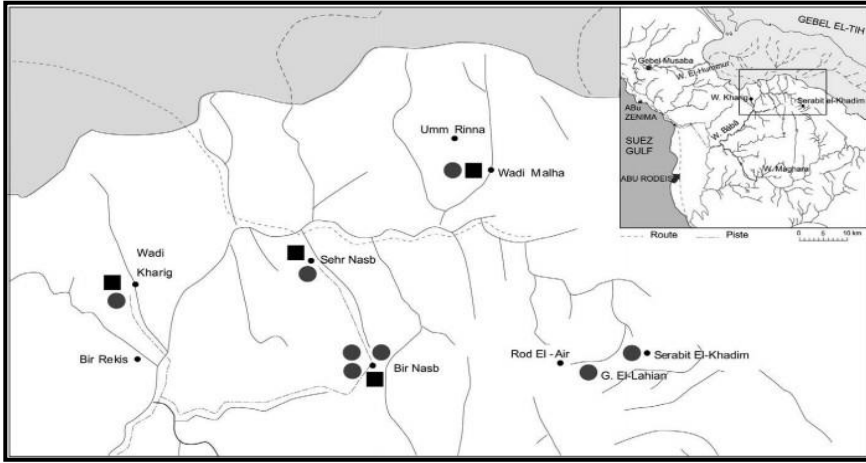 Umm Rinna
Wadi Malha
Wadi
Kharig
Sehr Nasb
Bir Rekis
Bir Nasb
Rod El -Air
Serabit El-Khadim
G. El-Lahian
GEBEL EL-TIH
Gebel Musaba
W. Kharig
Serabit el-Khadim
ABu
ZENIMA
W. Baba
SUEZ
GULF
W. Maghara
ABU RODEIS
0 5 10 km
Route
Piste